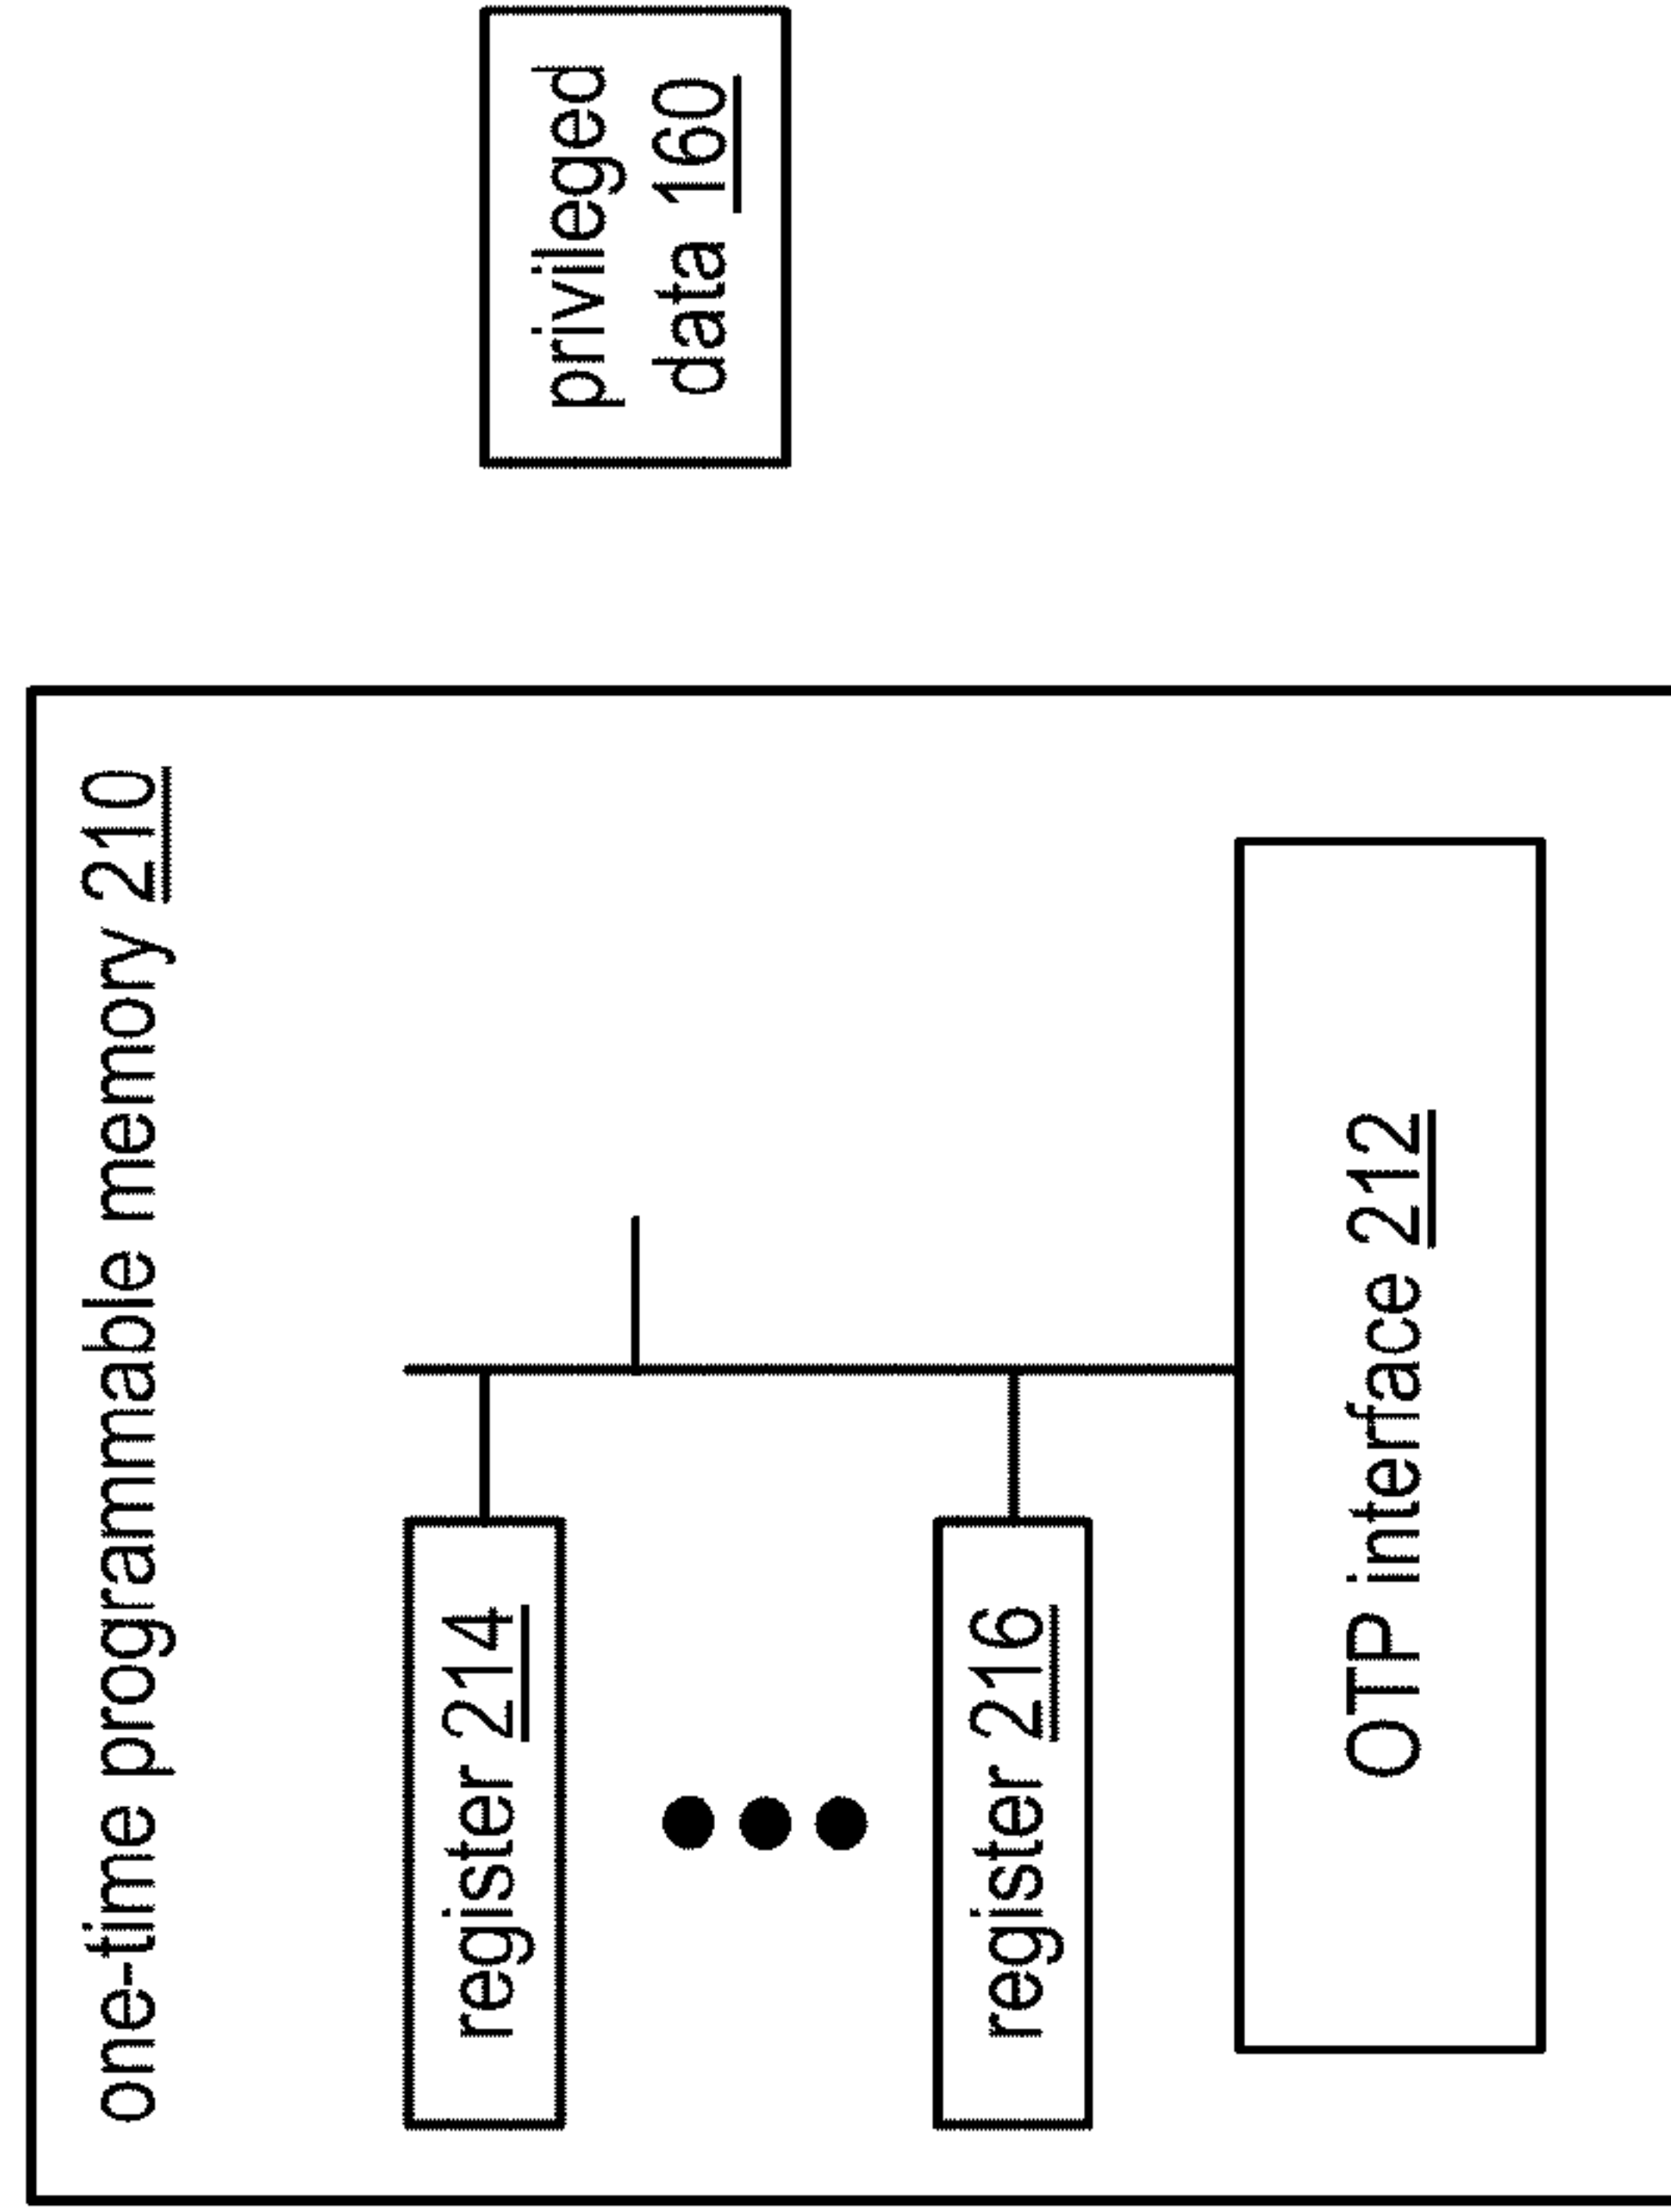 one-time programmable memory 210
register 214
register 216
OTP interface 212
privileged
data 160